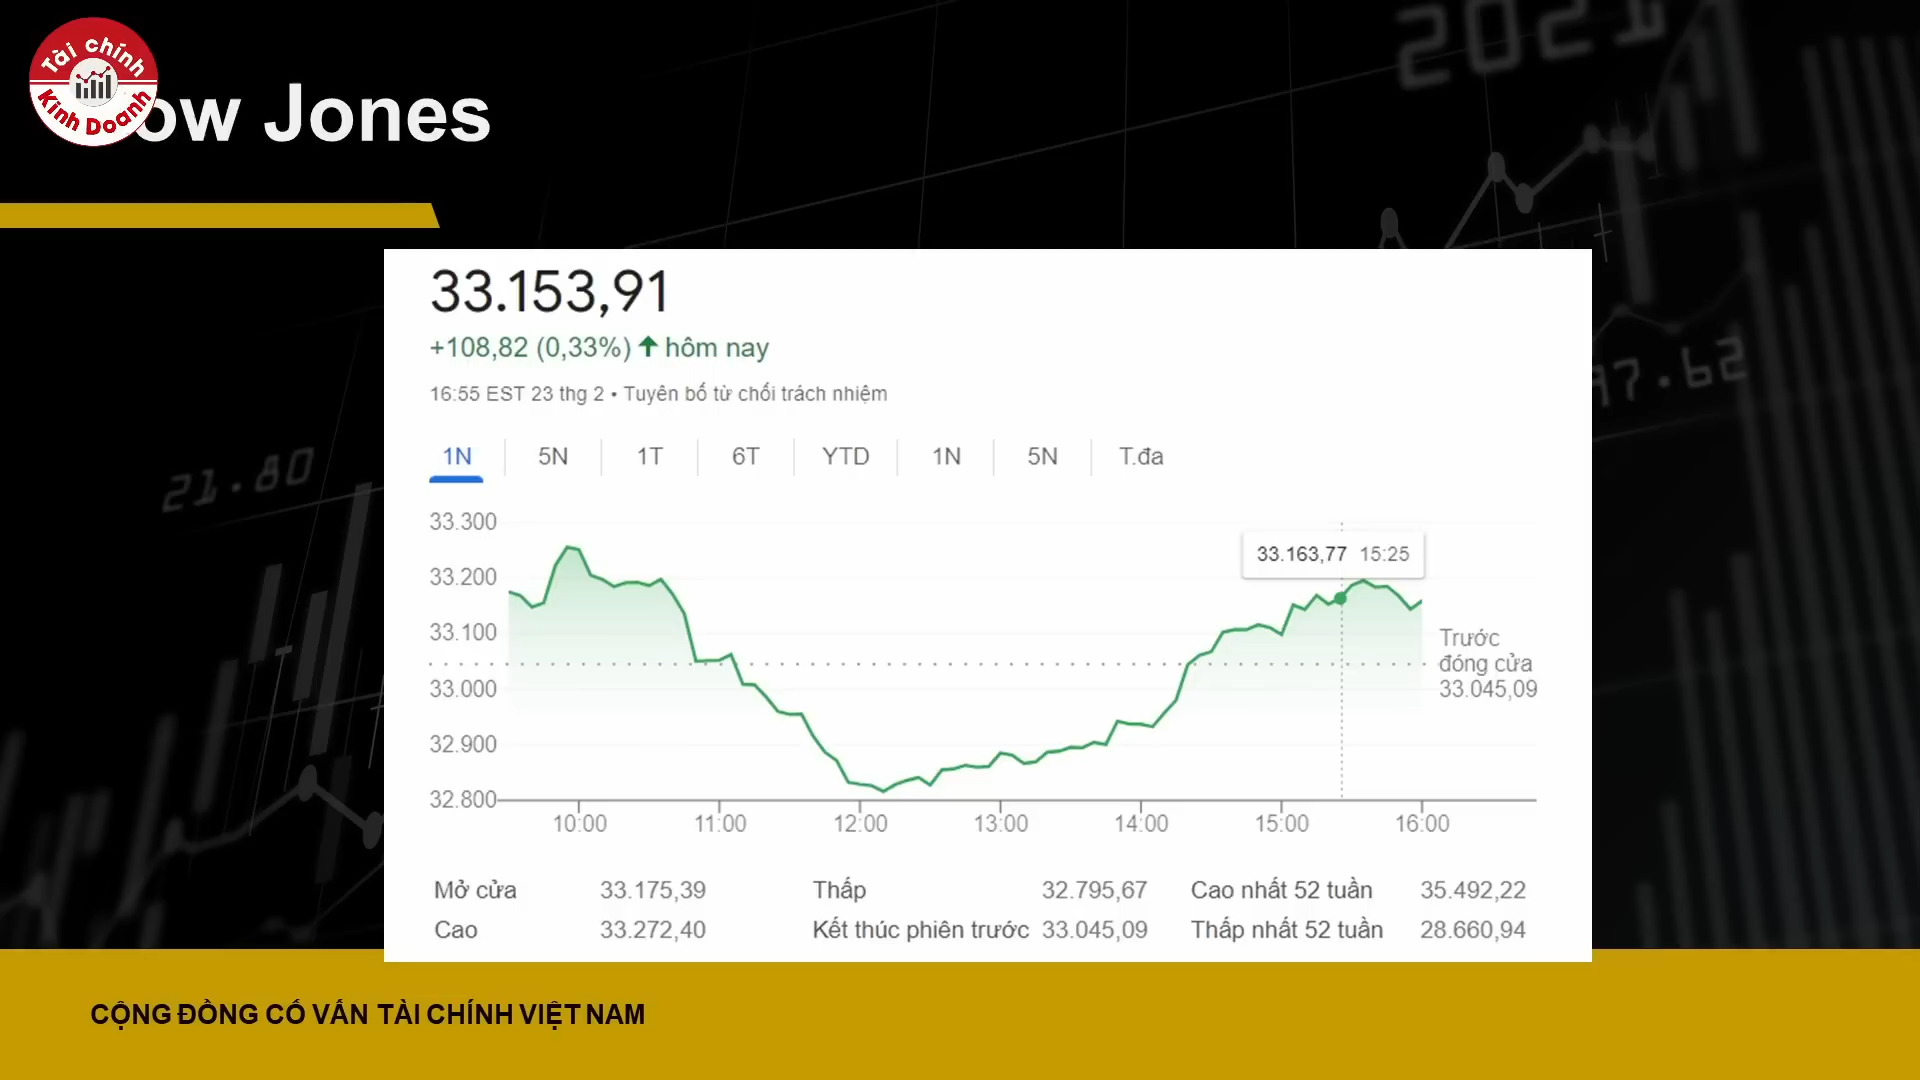 Tài chính
Kinh Doanh
ow Jones
2021
33.153,91
+108,82 (0,33%) ↑ hôm nay
16:55 EST 23 thg 2 • Tuyên bố từ chối trách nhiệm
1N 5N 1T 6T YTD 1N 5N T.đa
97.62
21.80
33.300
33.200
33.100
33.000
32.900
32.800
33.163,77 15:25
Trước
đóng cửa
33.045,09
10:00 11:00 12:00 13:00 14:00 15:00 16:00
Mở cửa 33.175,39 Thấp 32.795,67 Cao nhất 52 tuần 35.492,22
Cao 33.272,40 Kết thúc phiên trước 33.045,09 Thấp nhất 52 tuần 28.660,94
CỘNG ĐỒNG CỐ VẤN TÀI CHÍNH VIỆT NAM